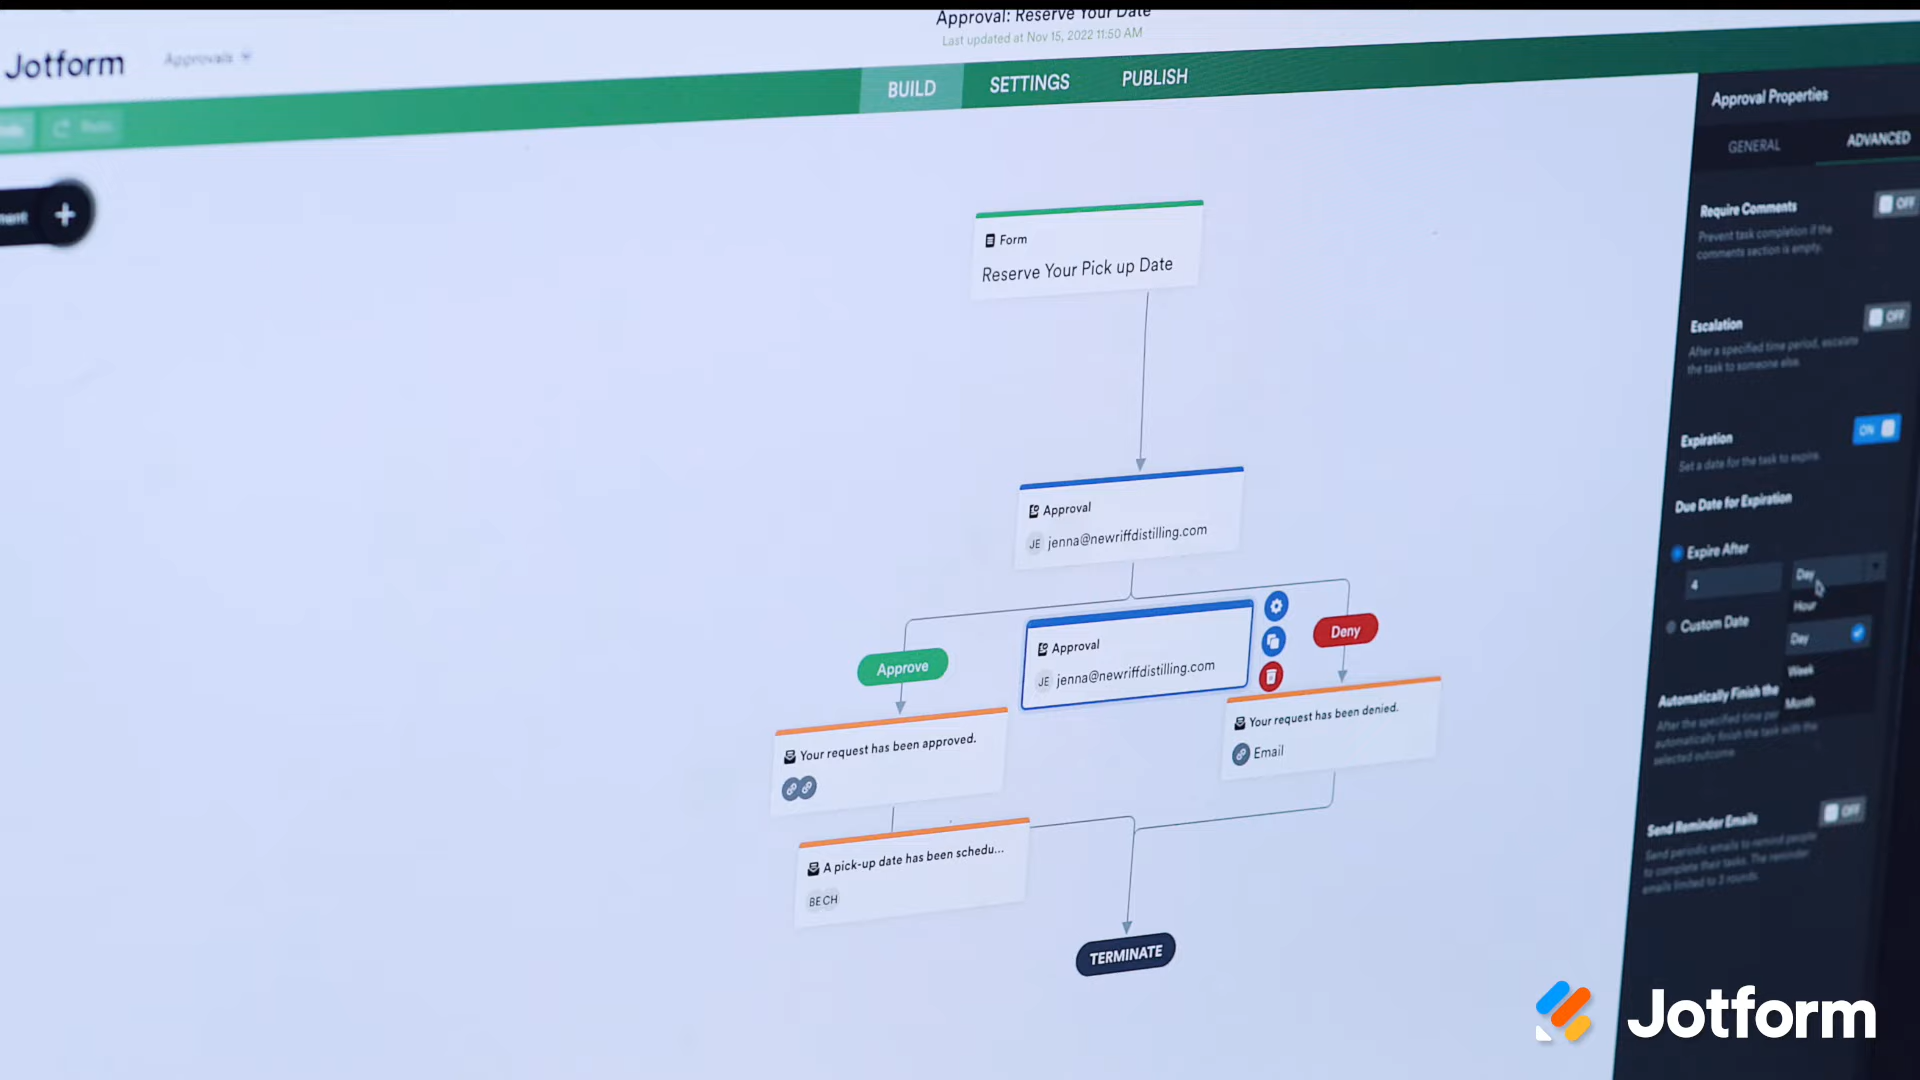 Approval: Reserve Your Date
Last updated at Nov 15, 2022 11:50 AM
Jotform
Approvals
BUILD
SETTINGS
PUBLISH
Approval Properties
GENERAL
ADVANCED
Form
Reserve Your Pick up Date
Require Comments
OFF
Prevent task completion if the
comments section is empty.
Escalation
OFF
After a specified time period, escalate
the task to someone else.
Expiration
ON
Set a date for the task to expire.
Due Date for Expiration
Expire After
4
Day
Hour
Custom Date
Day
Week
Month
Automatically Finish the
After the specified time per
automatically finish the task with the
selected outcome.
Send Reminder Emails
OFF
Send periodic emails to remind people
to complete their tasks. The reminder
emails limited to 3 rounds.
Approval
JE jenna@newriffdistilling.com
Approval
JE jenna@newriffdistilling.com
Approve
Deny
Your request has been approved.
Your request has been denied.
Email
A pick-up date has been schedu...
BE CH
TERMINATE
Jotform